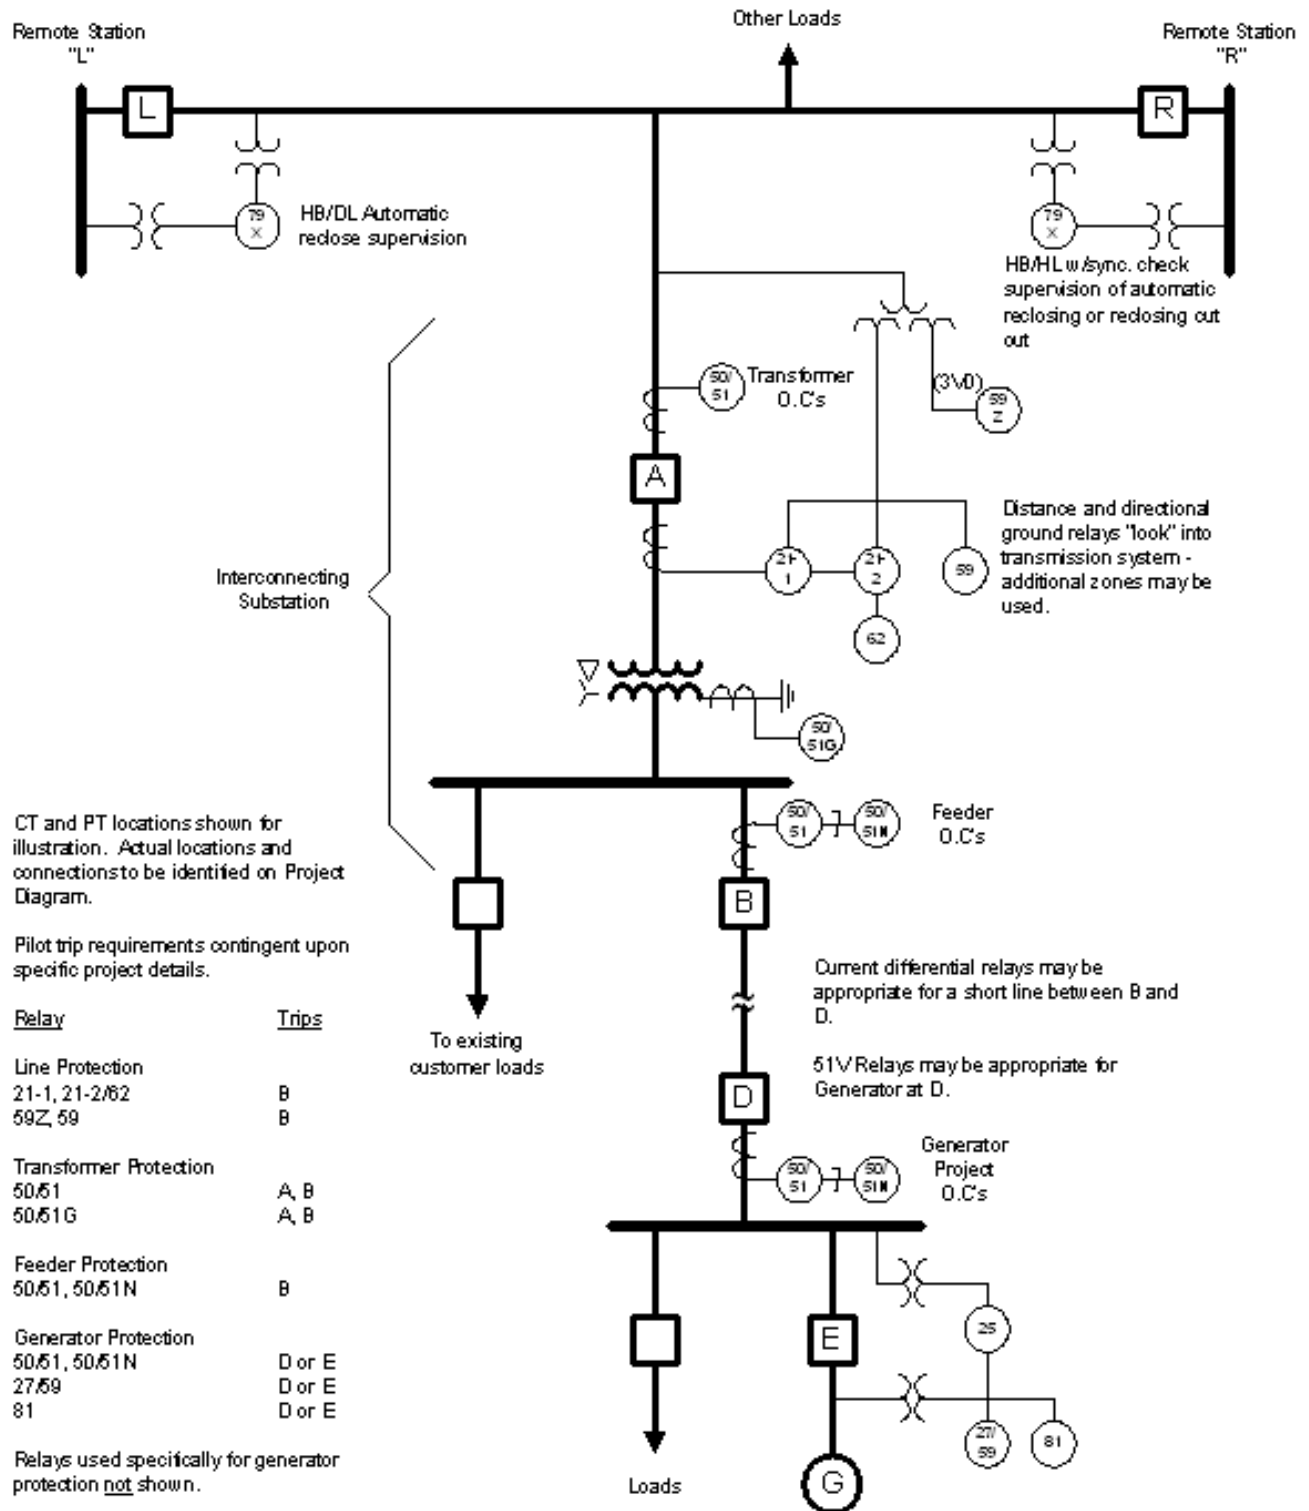 Other Loads
Remote Station
"L"
Remote Station
"R"
L
R
79
X
HB/DL Automatic
reclose supervision
79
X
HB/HL w/sync. check
supervision of automatic
reclosing or reclosing cut
out
50/
51
Transformer
O.C's
(3V0)
59
Z
A
Distance and directional
ground relays "look" into
transmission system -
additional zones may be
used.
21-
1
21-
2
59
62
Interconnecting
Substation
50/
51G
50/
51
50/
51N
Feeder
O.C's
CT and PT locations shown for
illustration. Actual locations and
connections to be identified on Project
Diagram.
B
Pilot trip requirements contingent upon
specific project details.
Current differential relays may be
appropriate for a short line between B and
D.
Relay Trips
To existing
customer loads
Line Protection
21-1, 21-2/62 B
59Z, 59 B
51V Relays may be appropriate for
Generator at D.
D
Transformer Protection
50/51 A, B
50/51G A, B
50/
51
50/
51N
Generator
Project
O.C's
Feeder Protection
50/51, 50/51N B
Generator Protection
50/51, 50/51N D or E
27/59 D or E
81 D or E
E
25
27/
59
81
Relays used specifically for generator
protection not shown.
Loads
G